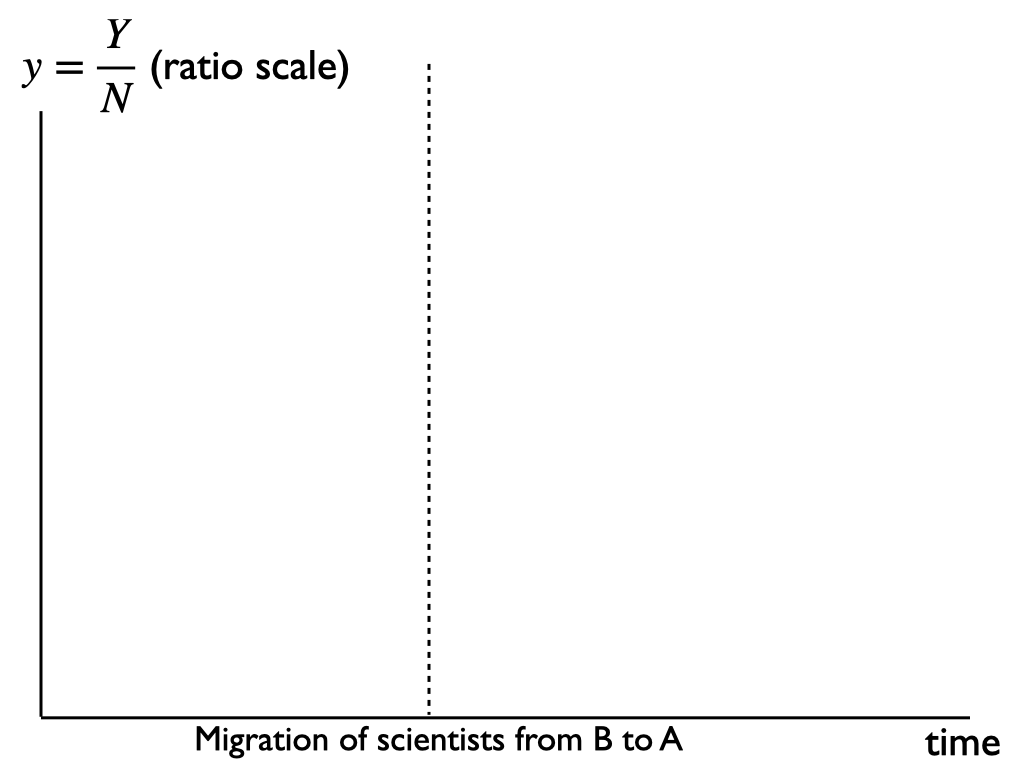 y = Y/N (ratio scale)
Migration of scientists from B to A
time